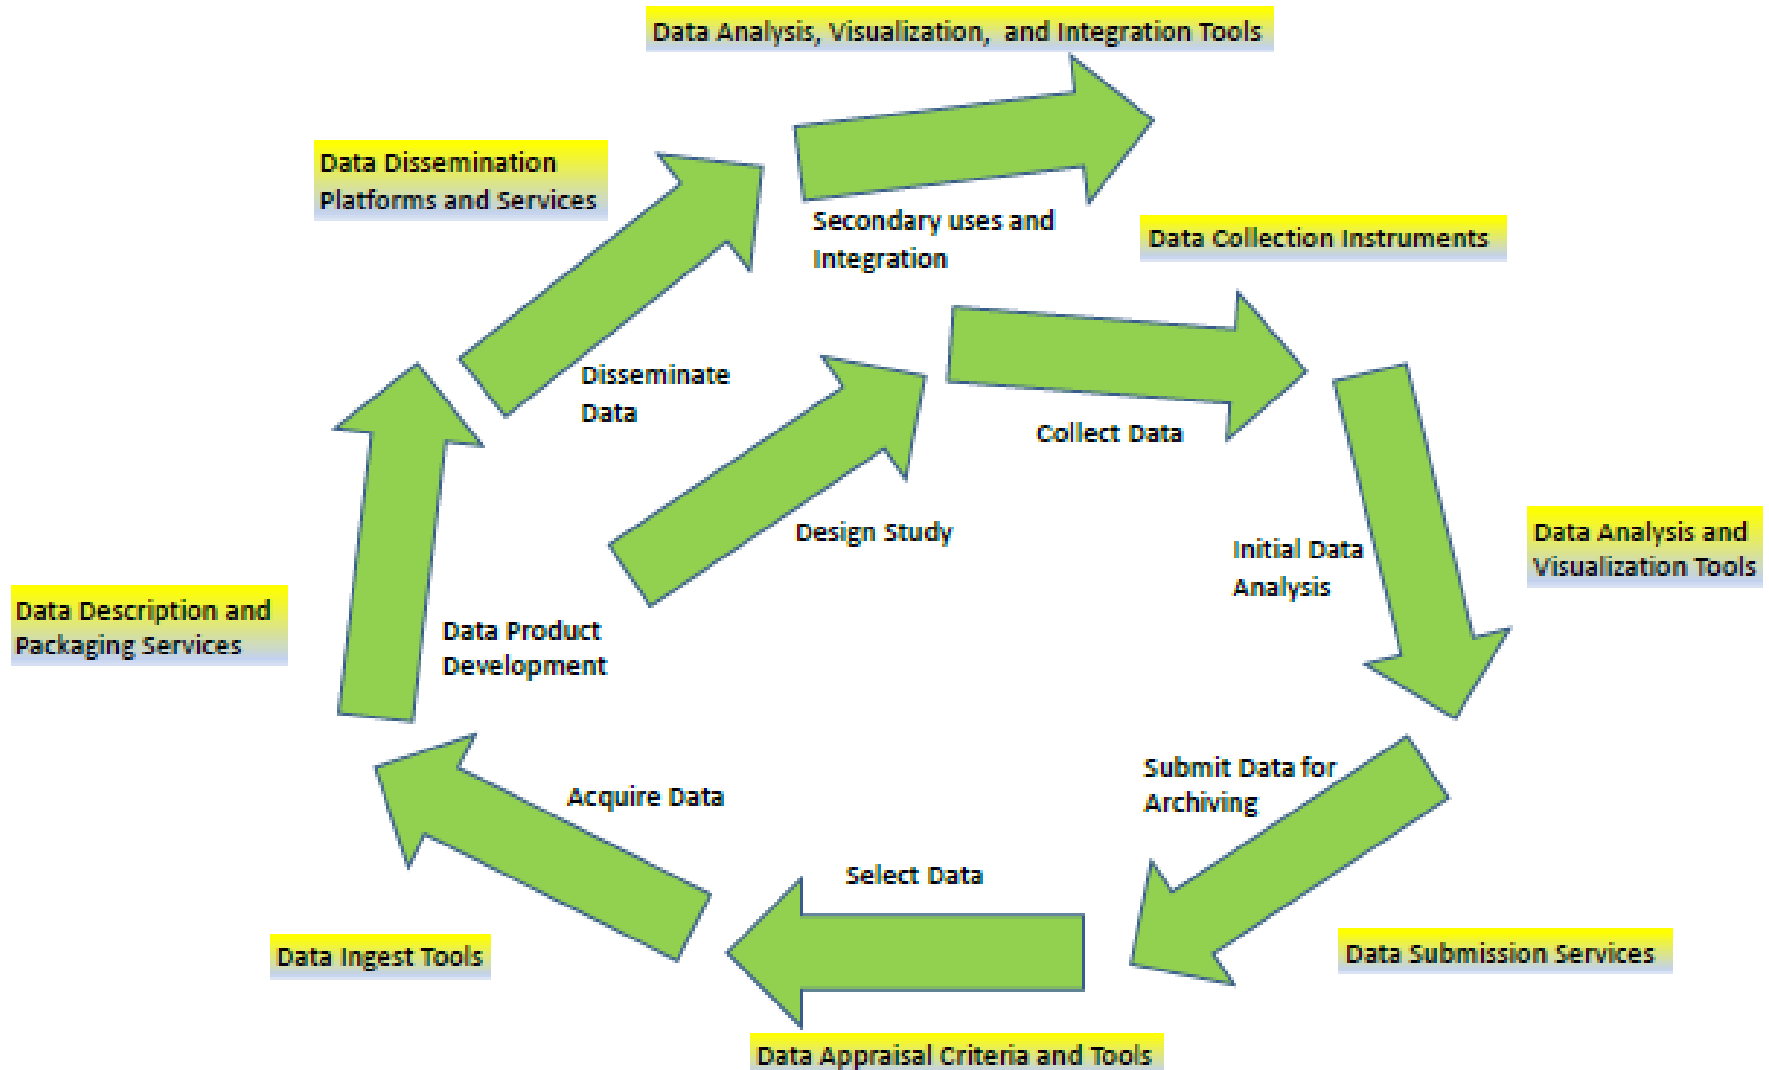 Data Analysis, Visualization, and Integration Tools
Data Dissemination
Platforms and Services
Secondary uses and
Integration
Data Collection Instruments
Disseminate
Data
Collect Data
Design Study
Initial Data
Analysis
Data Analysis and
Visualization Tools
Data Description and
Packaging Services
Data Product
Development
Submit Data for
Archiving
Acquire Data
Select Data
Data Ingest Tools
Data Submission Services
Data Appraisal Criteria and Tools